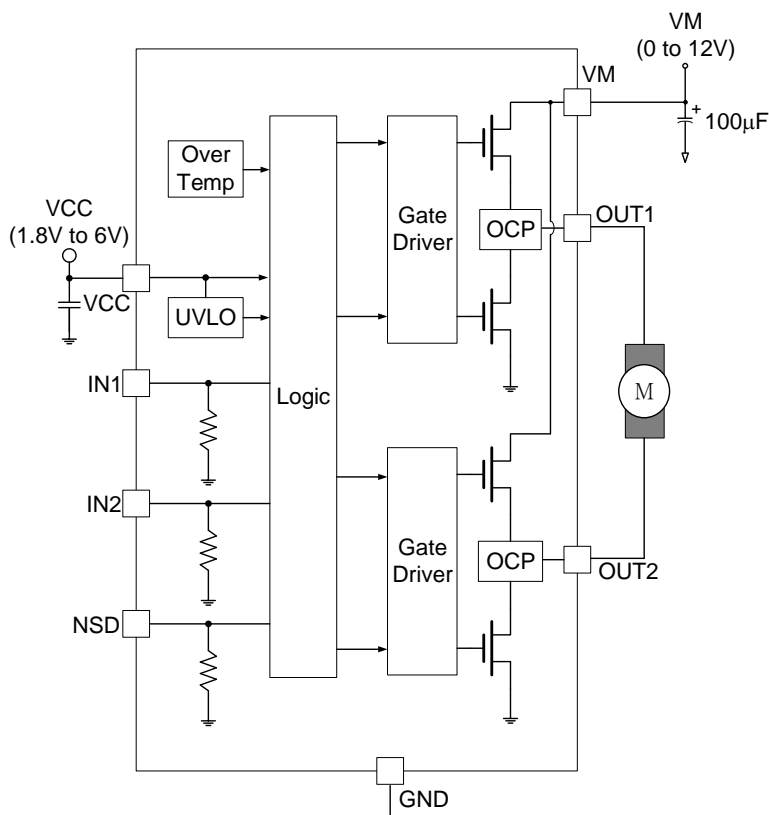 VM
(0 to 12V)
VM
100μF
Over
Temp
Gate
Driver
OCP
OUT1
VCC
(1.8V to 6V)
VCC
UVLO
IN1
Logic
M
IN2
Gate
Driver
OCP
OUT2
NSD
GND